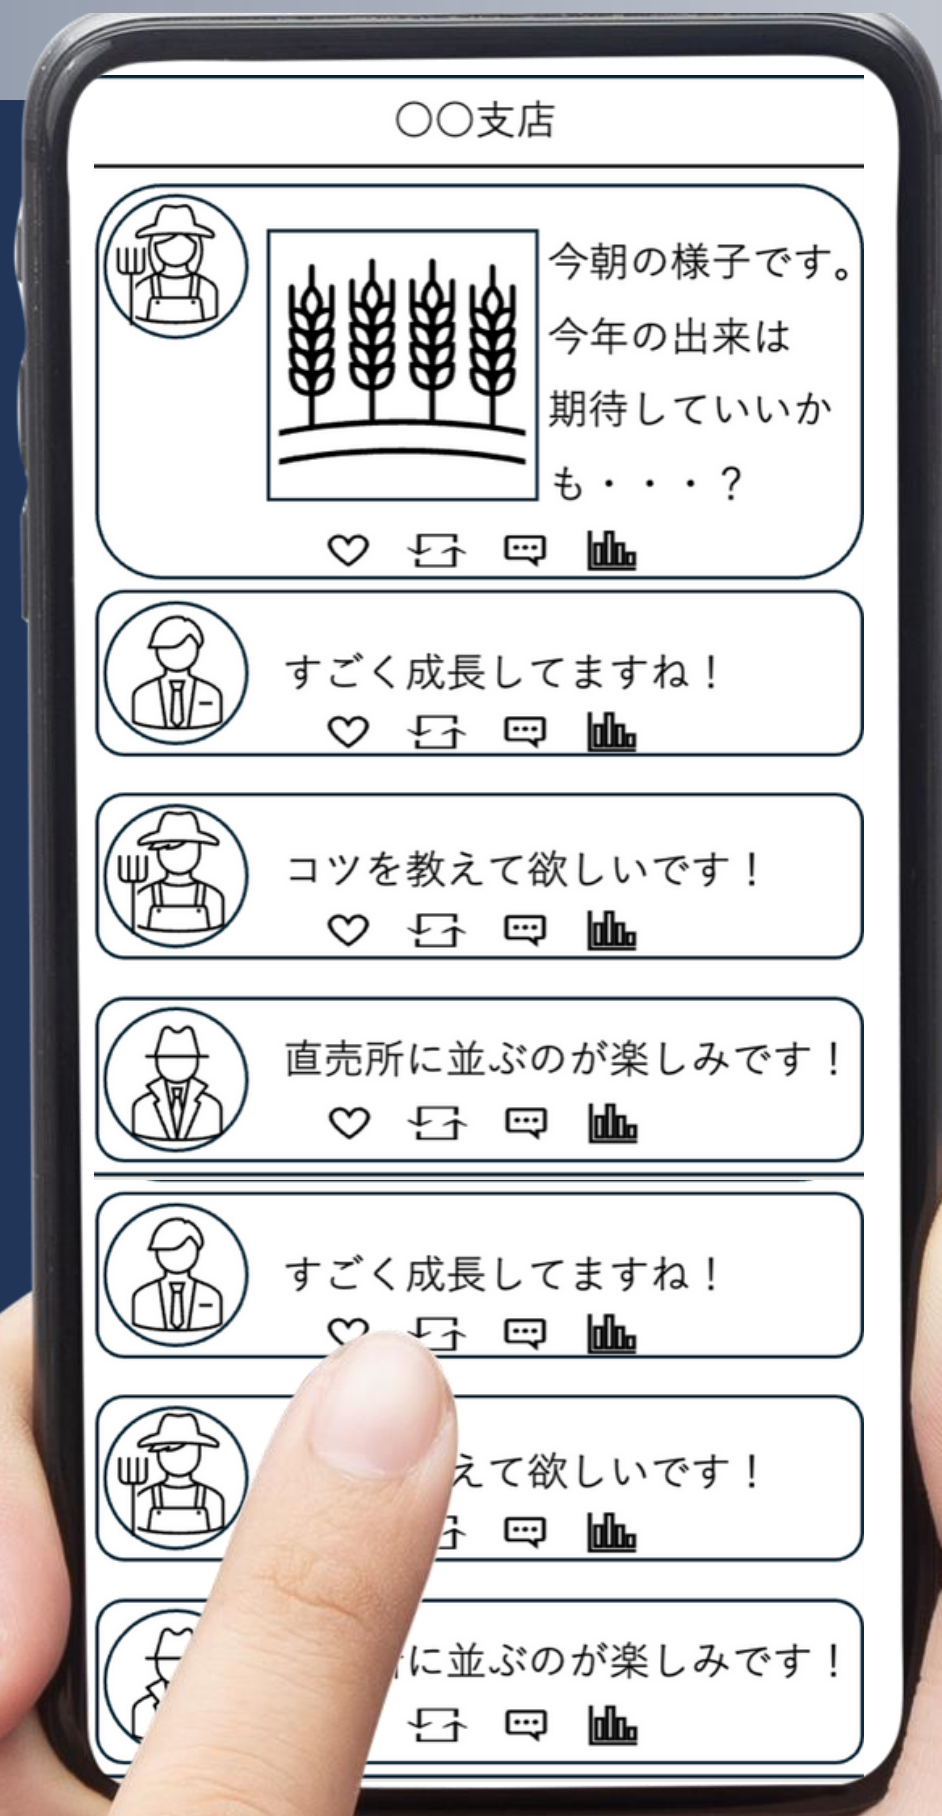 ○○支店
今朝の様子です。
今年の出来は
期待していいか
も・・・？
すごく成長してますね！
コツを教えて欲しいです！
直売所に並ぶのが楽しみです！
すごく成長してますね！
えて欲しいです！
に並ぶのが楽しみです！